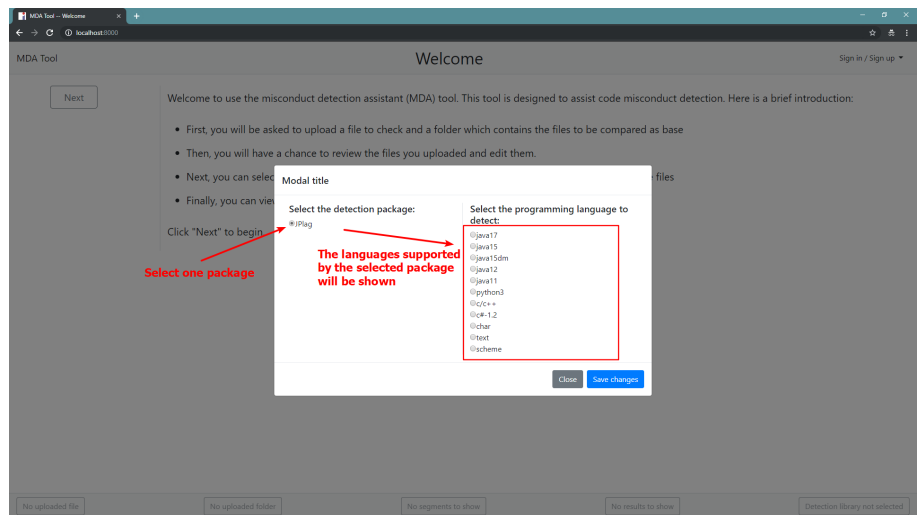 MDA Tool -- Welcome
localhost:8000
MDA Tool
Welcome
Sign in / Sign up
Next
Welcome to use the misconduct detection assistant (MDA) tool. This tool is designed to assist code misconduct detection. Here is a brief introduction:
First, you will be asked to upload a file to check and a folder which contains the files to be compared as base
Then, you will have a chance to review the files you uploaded and edit them.
Next, you can selec
files
Finally, you can vie
Click "Next" to begin
Modal title
Select the detection package:
JPlag
Select the programming language to
detect:
java17
java15
java15dm
java12
java11
python3
c/c++
c#-1.2
char
text
scheme
Select one package
The languages supported
by the selected package
will be shown
Close
Save changes
No uploaded file
No uploaded folder
No segments to show
No results to show
Detection library not selected